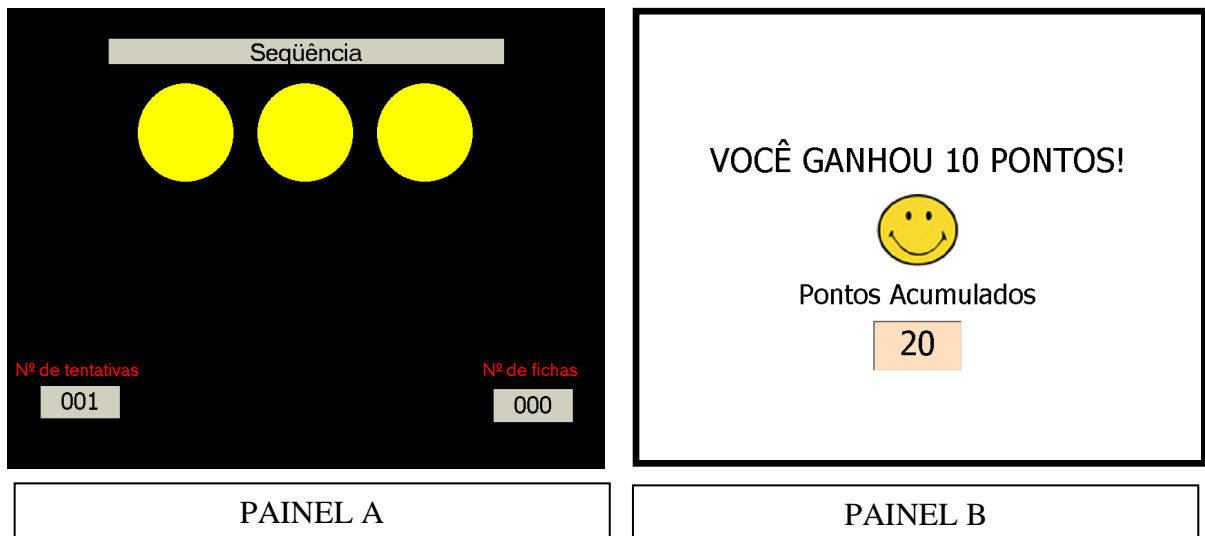 Seqüência
Nº de tentativas
001
Nº de fichas
000
PAINEL A
VOCÊ GANHOU 10 PONTOS!
Pontos Acumulados
20
PAINEL B